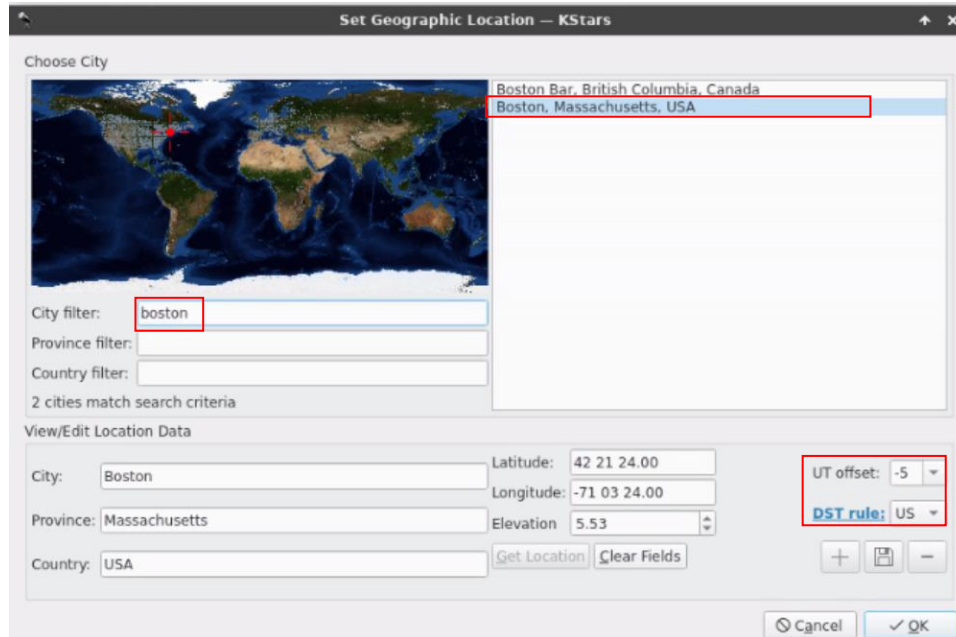 Set Geographic Location — KStars
Choose City
Boston Bar, British Columbia, Canada
Boston, Massachusetts, USA
City filter: boston
Province filter:
Country filter:
2 cities match search criteria
View/Edit Location Data
City: Boston
Province: Massachusetts
Country: USA
Latitude: 42 21 24.00
Longitude: -71 03 24.00
Elevation 5.53
Get Location Clear Fields
UT offset: -5
DST rule: US
Cancel OK